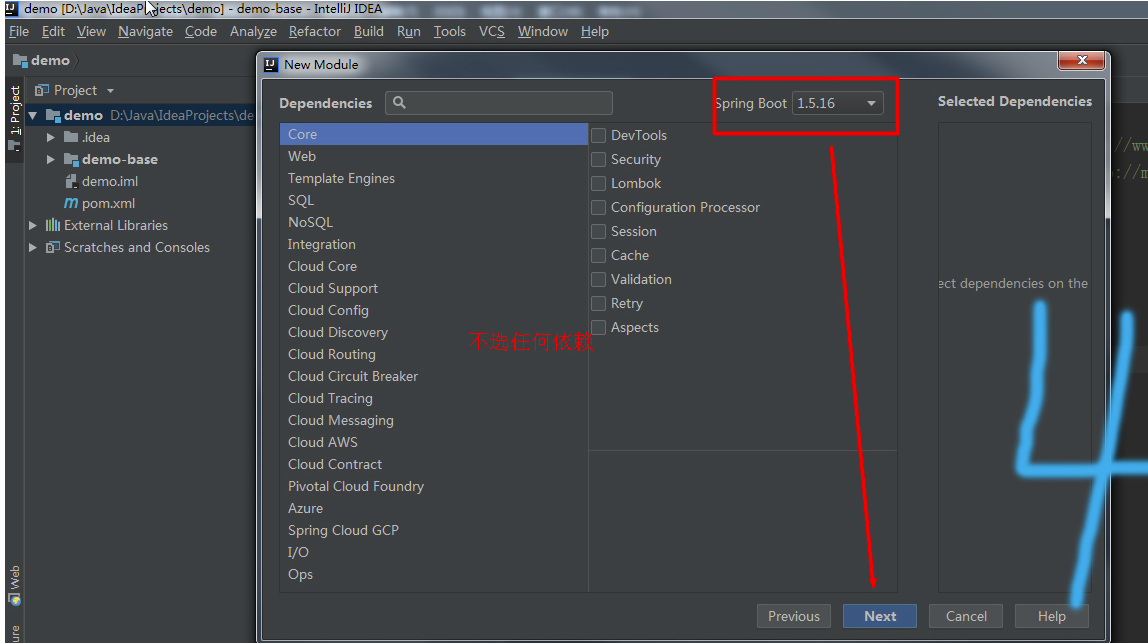 demo [D:\Java\IdeaProjects\demo] - demo-base - IntelliJ IDEA
File Edit View Navigate Code Analyze Refactor Build Run Tools VCS Window Help
demo
New Module
1: Project
Project
demo D:\Java\IdeaProjects\de
.idea
demo-base
demo.iml
pom.xml
External Libraries
Scratches and Consoles
Dependencies
Spring Boot 1.5.16
Selected Dependencies
Core
Web
Template Engines
SQL
NoSQL
Integration
Cloud Core
Cloud Support
Cloud Config
Cloud Discovery
Cloud Routing
Cloud Circuit Breaker
Cloud Tracing
Cloud Messaging
Cloud AWS
Cloud Contract
Pivotal Cloud Foundry
Azure
Spring Cloud GCP
I/O
Ops
DevTools
Security
Lombok
Configuration Processor
Session
Cache
Validation
Retry
Aspects
不选任何依赖
ect dependencies on the
://ww
://m
4
Web
ure
Previous Next Cancel Help